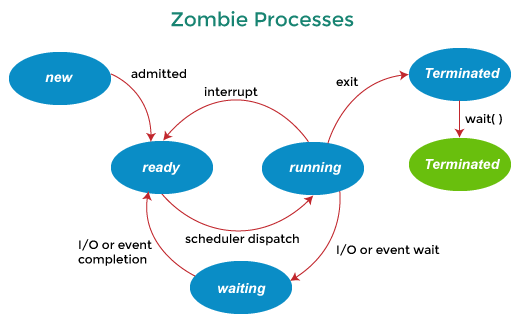 Zombie Processes
new
admitted
interrupt
exit
Terminated
wait( )
ready
running
Terminated
I/O or event
completion
scheduler dispatch
I/O or event wait
waiting